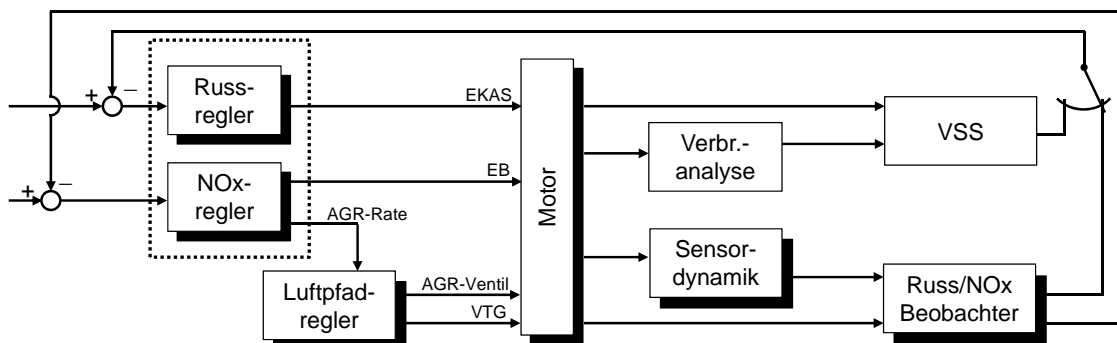 +
–
Russ-
regler
EKAS
+
–
NOx-
regler
EB
AGR-Rate
Luftpfad-
regler
AGR-Ventil
VTG
Motor
Verbr.-
analyse
VSS
Sensor-
dynamik
Russ/NOx
Beobachter